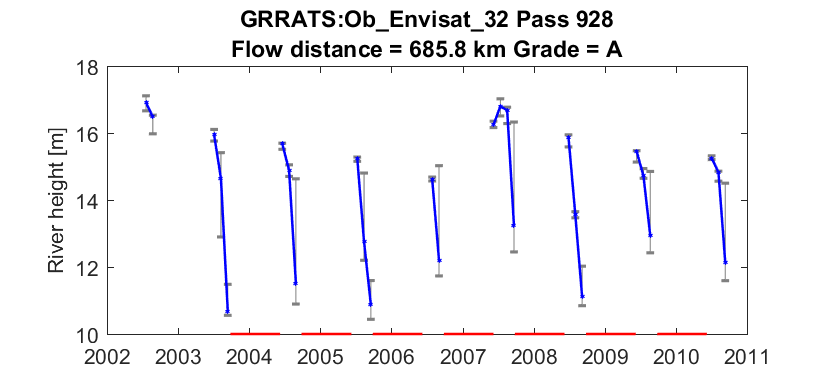 GRRATS:Ob_Envisat_32 Pass 928
Flow distance = 685.8 km Grade = A
River height [m]
18
16
14
12
10
2002 2003 2004 2005 2006 2007 2008 2009 2010 2011